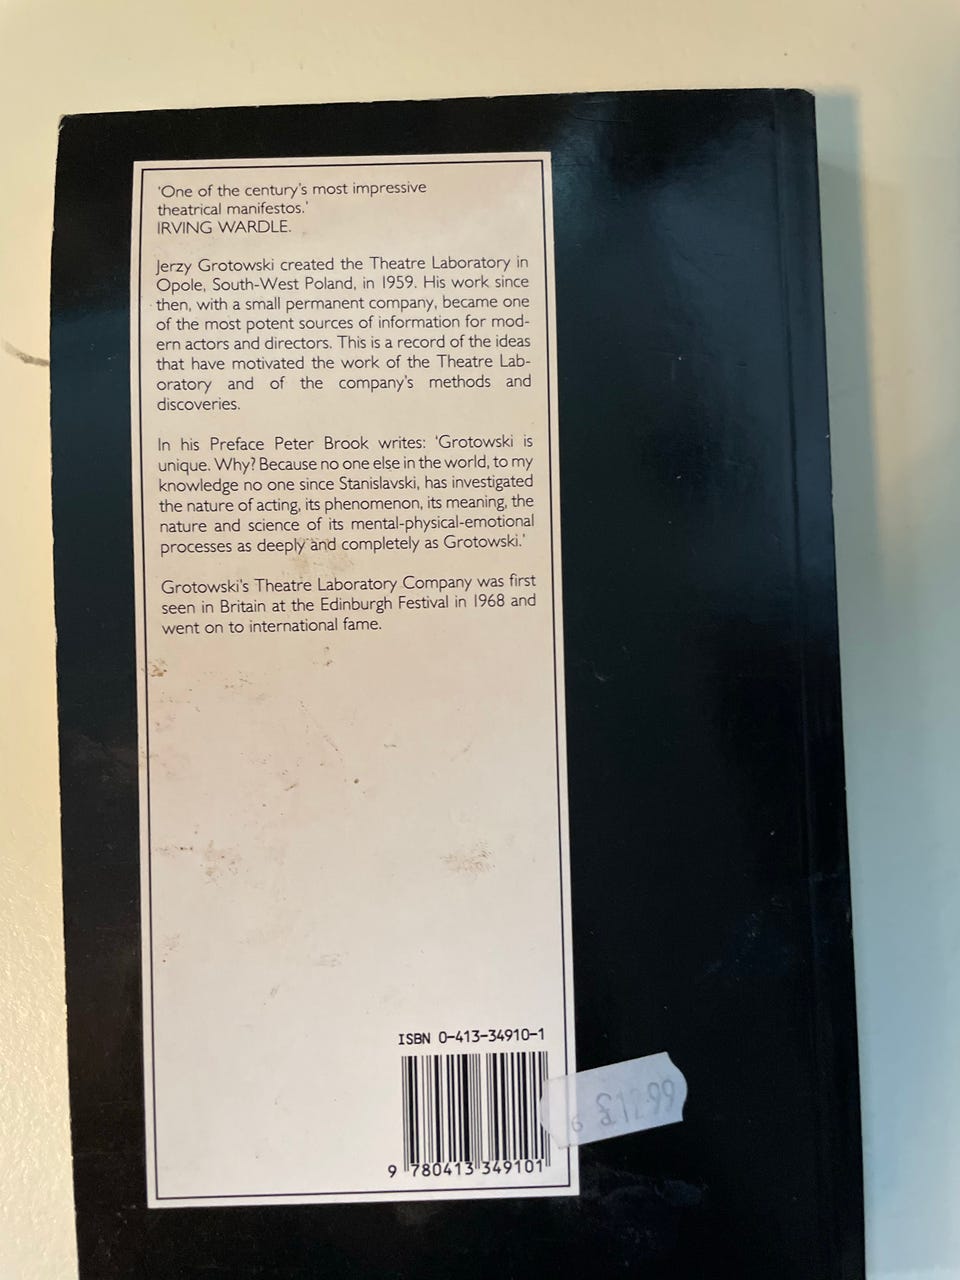 'One of the century's most impressive
theatrical manifestos.'
IRVING WARDLE.
Jerzy Grotowski created the Theatre Laboratory in
Opole, South-West Poland, in 1959. His work since
then, with a small permanent company, became one
of the most potent sources of information for mod-
ern actors and directors. This is a record of the ideas
that have motivated the work of the Theatre Lab-
oratory and of the company's methods and
discoveries.
In his Preface Peter Brook writes: 'Grotowski is
unique. Why? Because no one else in the world, to my
knowledge no one since Stanislavski, has investigated
the nature of acting, its phenomenon, its meaning, the
nature and science of its mental-physical-emotional
processes as deeply and completely as Grotowski.'
Grotowski's Theatre Laboratory Company was first
seen in Britain at the Edinburgh Festival in 1968 and
went on to international fame.
ISBN 0-413-34910-1
9 780413 349101
6 £12.99